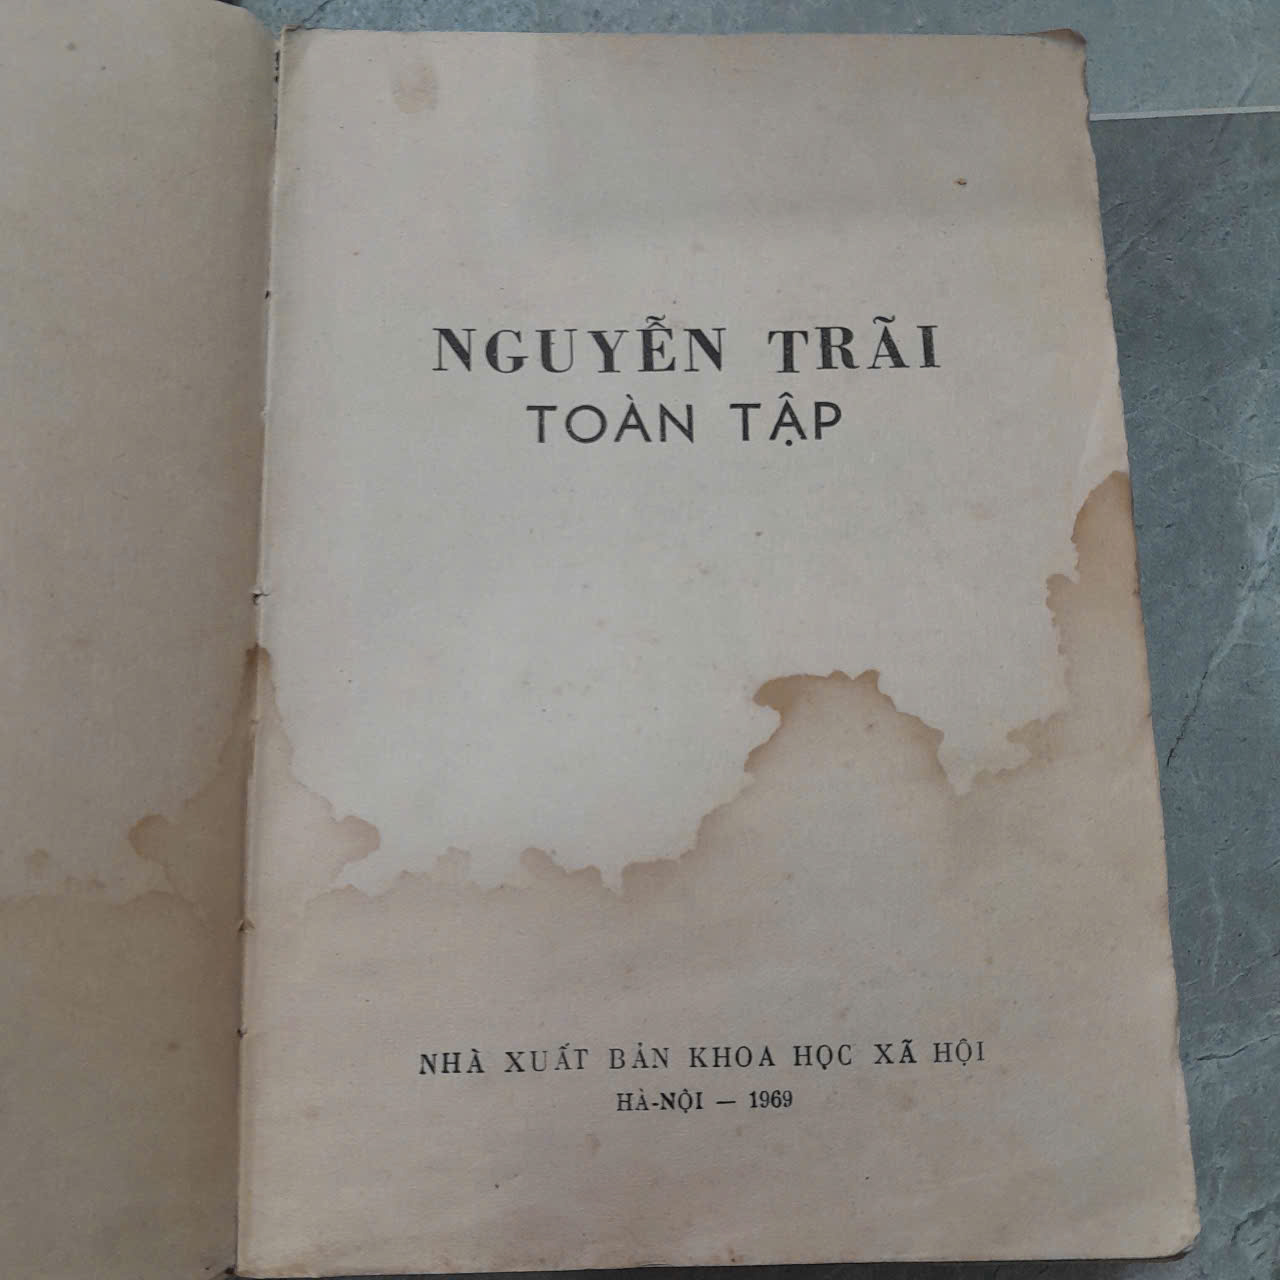 NGUYỄN TRÃI
TOÀN TẬP
NHÀ XUẤT BẢN KHOA HỌC XÃ HỘI
HÀ-NỘI — 1969